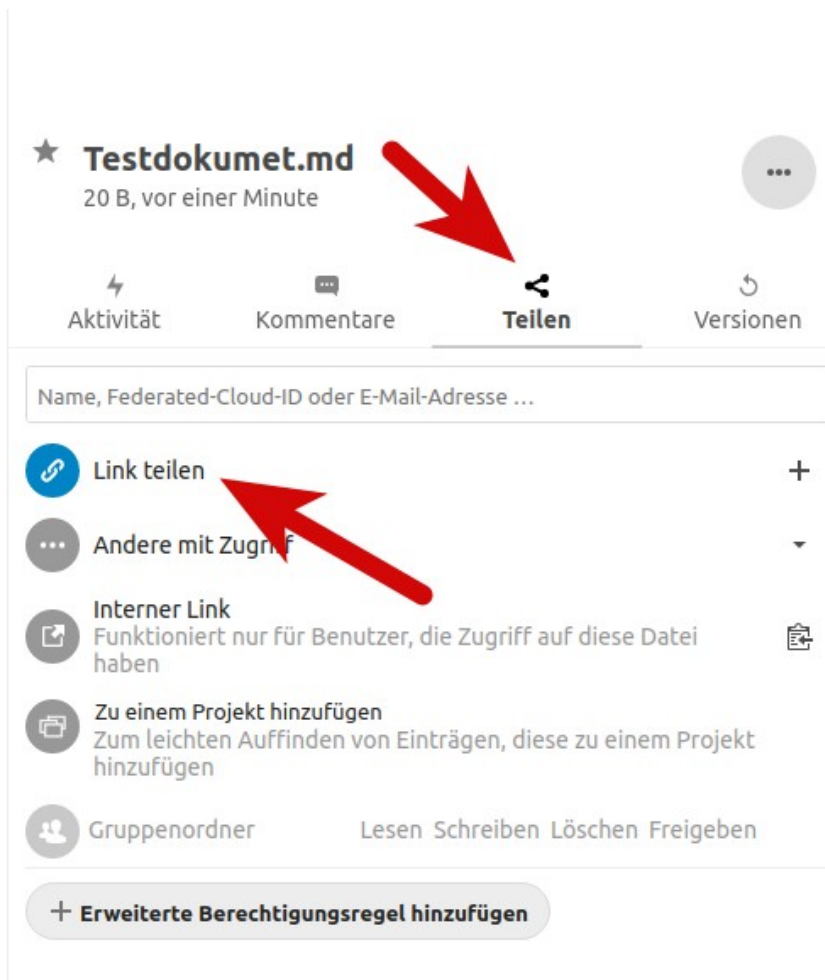 Testdokumet.md
20 B, vor einer Minute
Aktivität Kommentare Teilen Versionen
Name, Federated-Cloud-ID oder E-Mail-Adresse …
Link teilen
Andere mit Zugriff
Interner Link
Funktioniert nur für Benutzer, die Zugriff auf diese Datei
haben
Zu einem Projekt hinzufügen
Zum leichten Auffinden von Einträgen, diese zu einem Projekt
hinzufügen
Gruppenordner Lesen Schreiben Löschen Freigeben
+ Erweiterte Berechtigungsregel hinzufügen